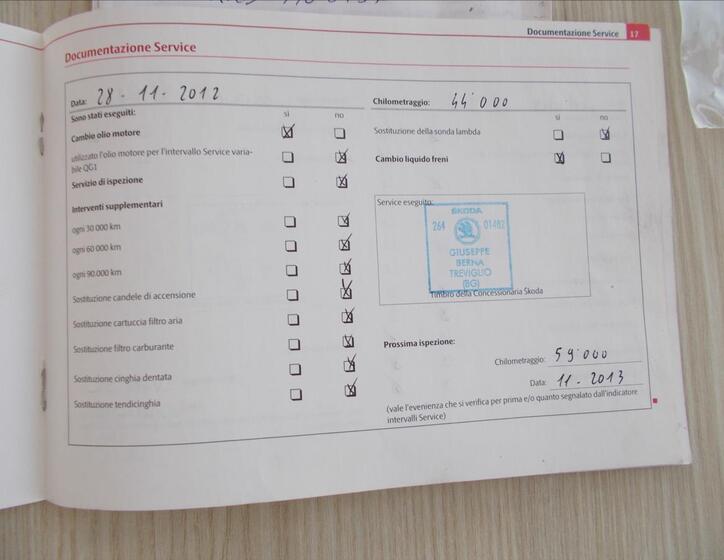 Documentazione Service 17
Documentazione Service
Data: 28 - 11 - 2012
Sono stati eseguiti: sì no
Cambio olio motore
utilizzato l'olio motore per l'intervallo Service varia-
bile QG1
Servizio di ispezione
Interventi supplementari
ogni 30 000 km
ogni 60 000 km
ogni 90.000 km
Sostituzione candele di accensione
Sostituzione cartuccia filtro aria
Sostituzione filtro carburante
Sostituzione cinghia dentata
Sostituzione tendicinghia
Chilometraggio: 44'000
sì no
Sostituzione della sonda lambda
Cambio liquido freni
Service eseguito:
ŠKODA
264 01482
GIUSEPPE
BERNA
TREVIGLIO
(BG)
Timbro della Concessionaria Škoda
Prossima ispezione:
Chilometraggio: 59'000
Data: 11 - 2013
(vale l'evenienza che si verifica per prima e/o quanto segnalato dall'indicatore
intervalli Service)